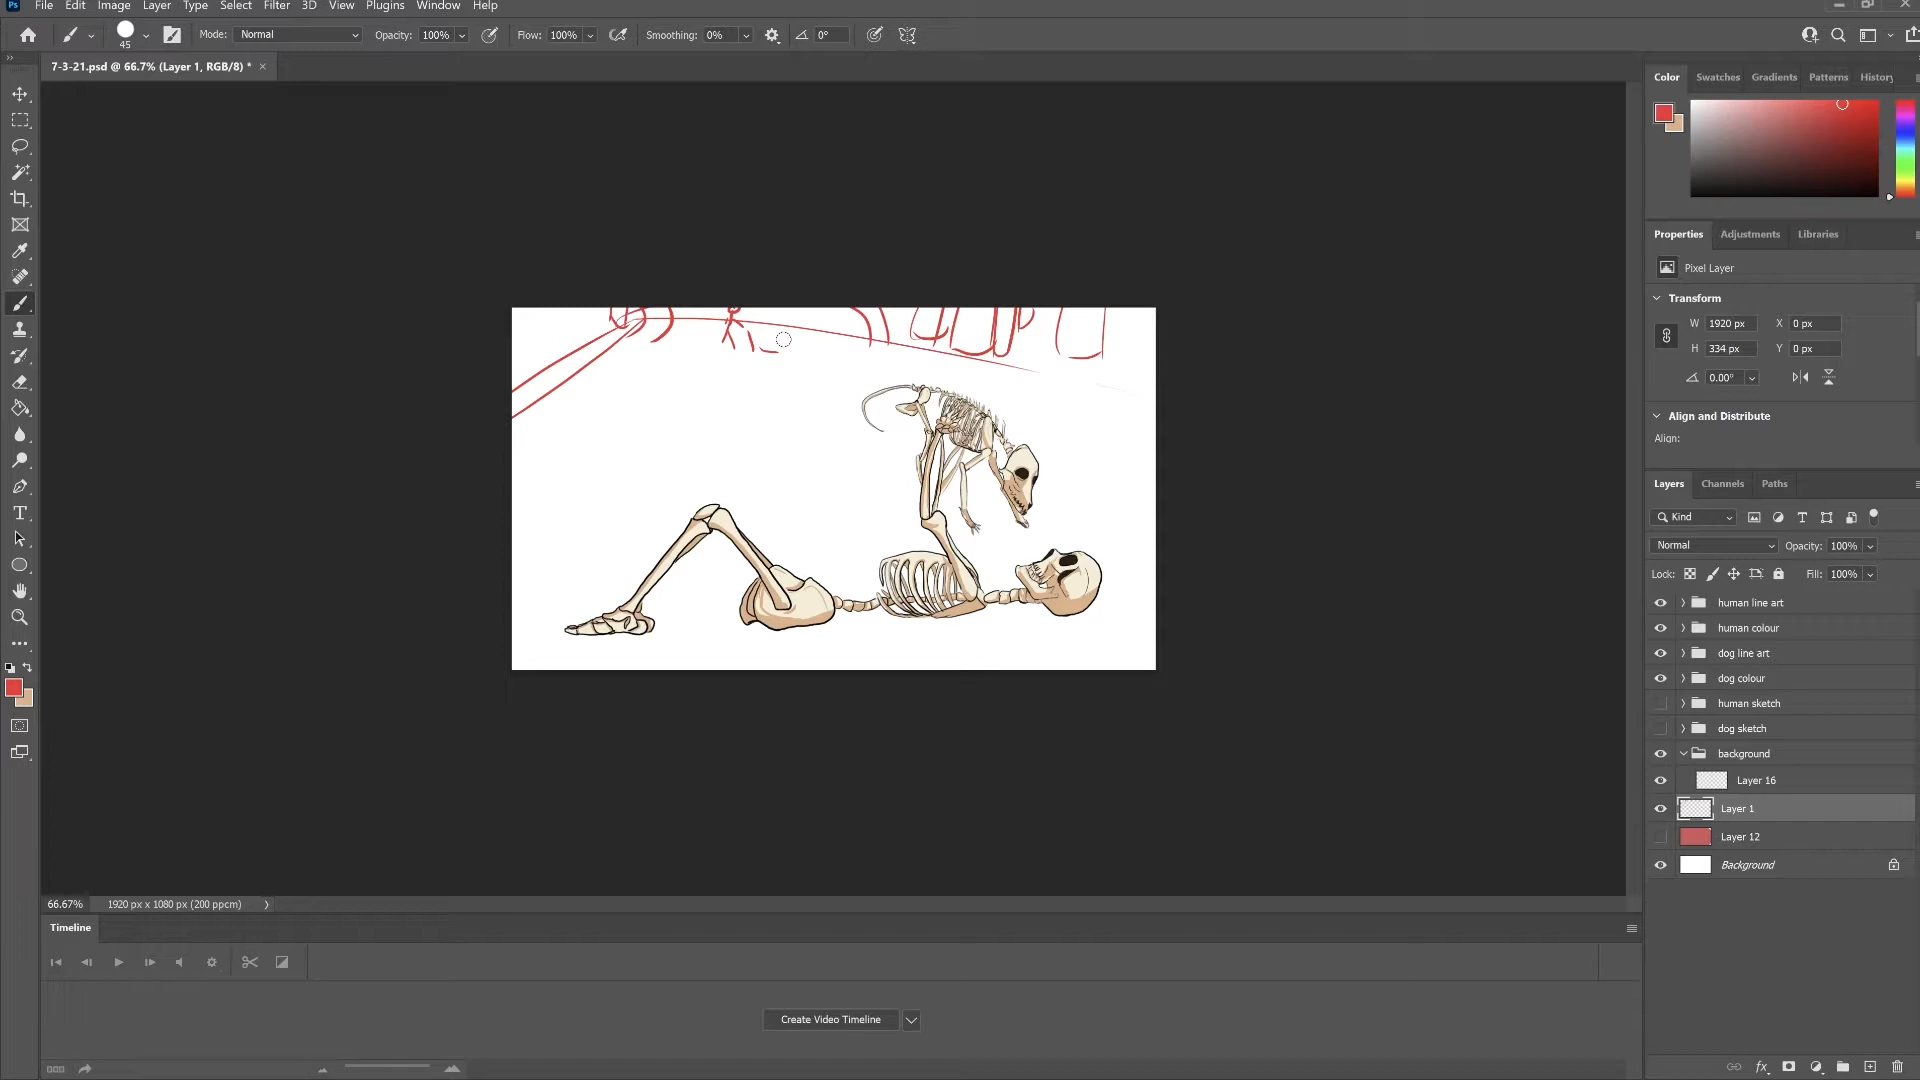 Ps File Edit Image Layer Type Select Filter 3D View Plugins Window Help
45 Mode: Normal Opacity: 100% Flow: 100% Smoothing: 0% 0°
7-3-21.psd @ 66.7% (Layer 1, RGB/8) *
Color Swatches Gradients Patterns History
Properties Adjustments Libraries
Pixel Layer
Transform
W 1920 px X 0 px
H 334 px Y 0 px
0.00°
Align and Distribute
Align:
Layers Channels Paths
Kind
Normal Opacity: 100%
Lock: Fill: 100%
human line art
human colour
dog line art
dog colour
human sketch
dog sketch
background
Layer 16
Layer 1
Layer 12
Background
66.67% 1920 px x 1080 px (200 ppcm)
Timeline
Create Video Timeline